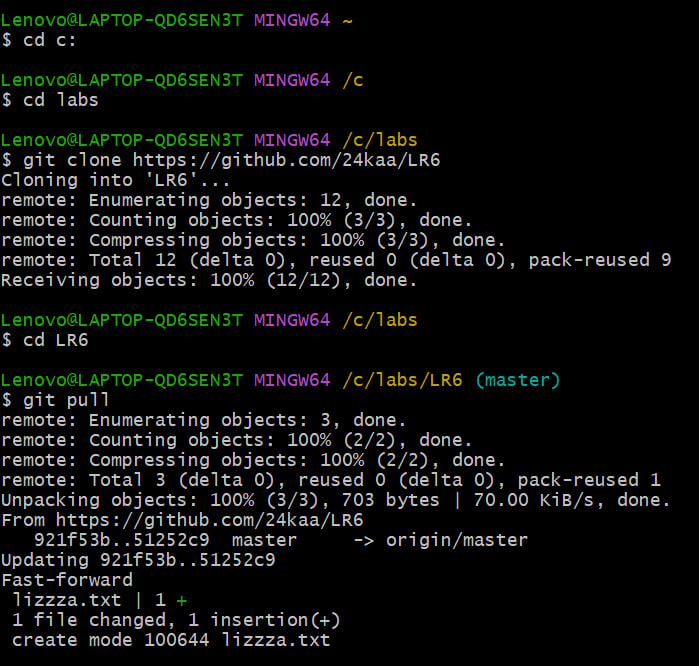 Lenovo@LAPTOP-QD6SEN3T MINGW64 ~
$ cd c:
Lenovo@LAPTOP-QD6SEN3T MINGW64 /c
$ cd labs
Lenovo@LAPTOP-QD6SEN3T MINGW64 /c/labs
$ git clone https://github.com/24kaa/LR6
Cloning into 'LR6'...
remote: Enumerating objects: 12, done.
remote: Counting objects: 100% (3/3), done.
remote: Compressing objects: 100% (3/3), done.
remote: Total 12 (delta 0), reused 0 (delta 0), pack-reused 9
Receiving objects: 100% (12/12), done.
Lenovo@LAPTOP-QD6SEN3T MINGW64 /c/labs
$ cd LR6
Lenovo@LAPTOP-QD6SEN3T MINGW64 /c/labs/LR6 (master)
$ git pull
remote: Enumerating objects: 3, done.
remote: Counting objects: 100% (2/2), done.
remote: Compressing objects: 100% (2/2), done.
remote: Total 3 (delta 0), reused 0 (delta 0), pack-reused 1
Unpacking objects: 100% (3/3), 703 bytes | 70.00 KiB/s, done.
From https://github.com/24kaa/LR6
   921f53b..51252c9  master     -> origin/master
Updating 921f53b..51252c9
Fast-forward
 lizzza.txt | 1 +
 1 file changed, 1 insertion(+)
 create mode 100644 lizzza.txt